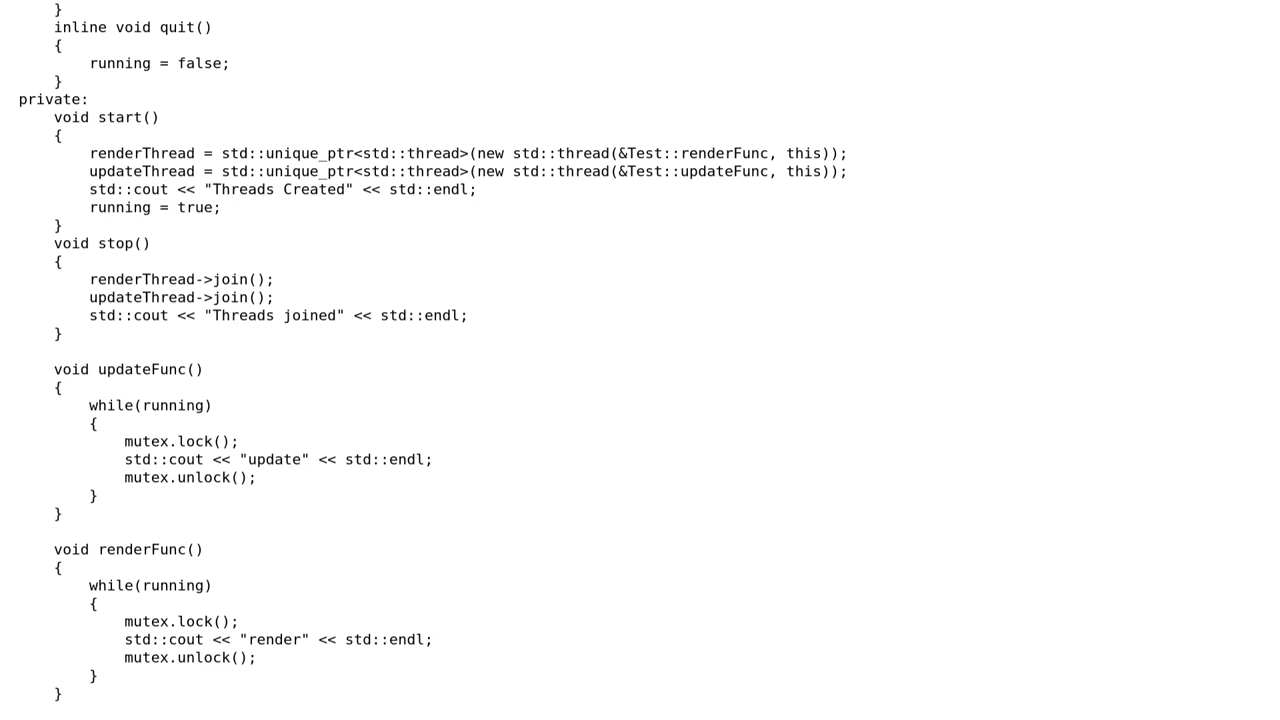 }
    inline void quit()
    {
        running = false;
    }
private:
    void start()
    {
        renderThread = std::unique_ptr<std::thread>(new std::thread(&Test::renderFunc, this));
        updateThread = std::unique_ptr<std::thread>(new std::thread(&Test::updateFunc, this));
        std::cout << "Threads Created" << std::endl;
        running = true;
    }
    void stop()
    {
        renderThread->join();
        updateThread->join();
        std::cout << "Threads joined" << std::endl;
    }

    void updateFunc()
    {
        while(running)
        {
            mutex.lock();
            std::cout << "update" << std::endl;
            mutex.unlock();
        }
    }

    void renderFunc()
    {
        while(running)
        {
            mutex.lock();
            std::cout << "render" << std::endl;
            mutex.unlock();
        }
    }